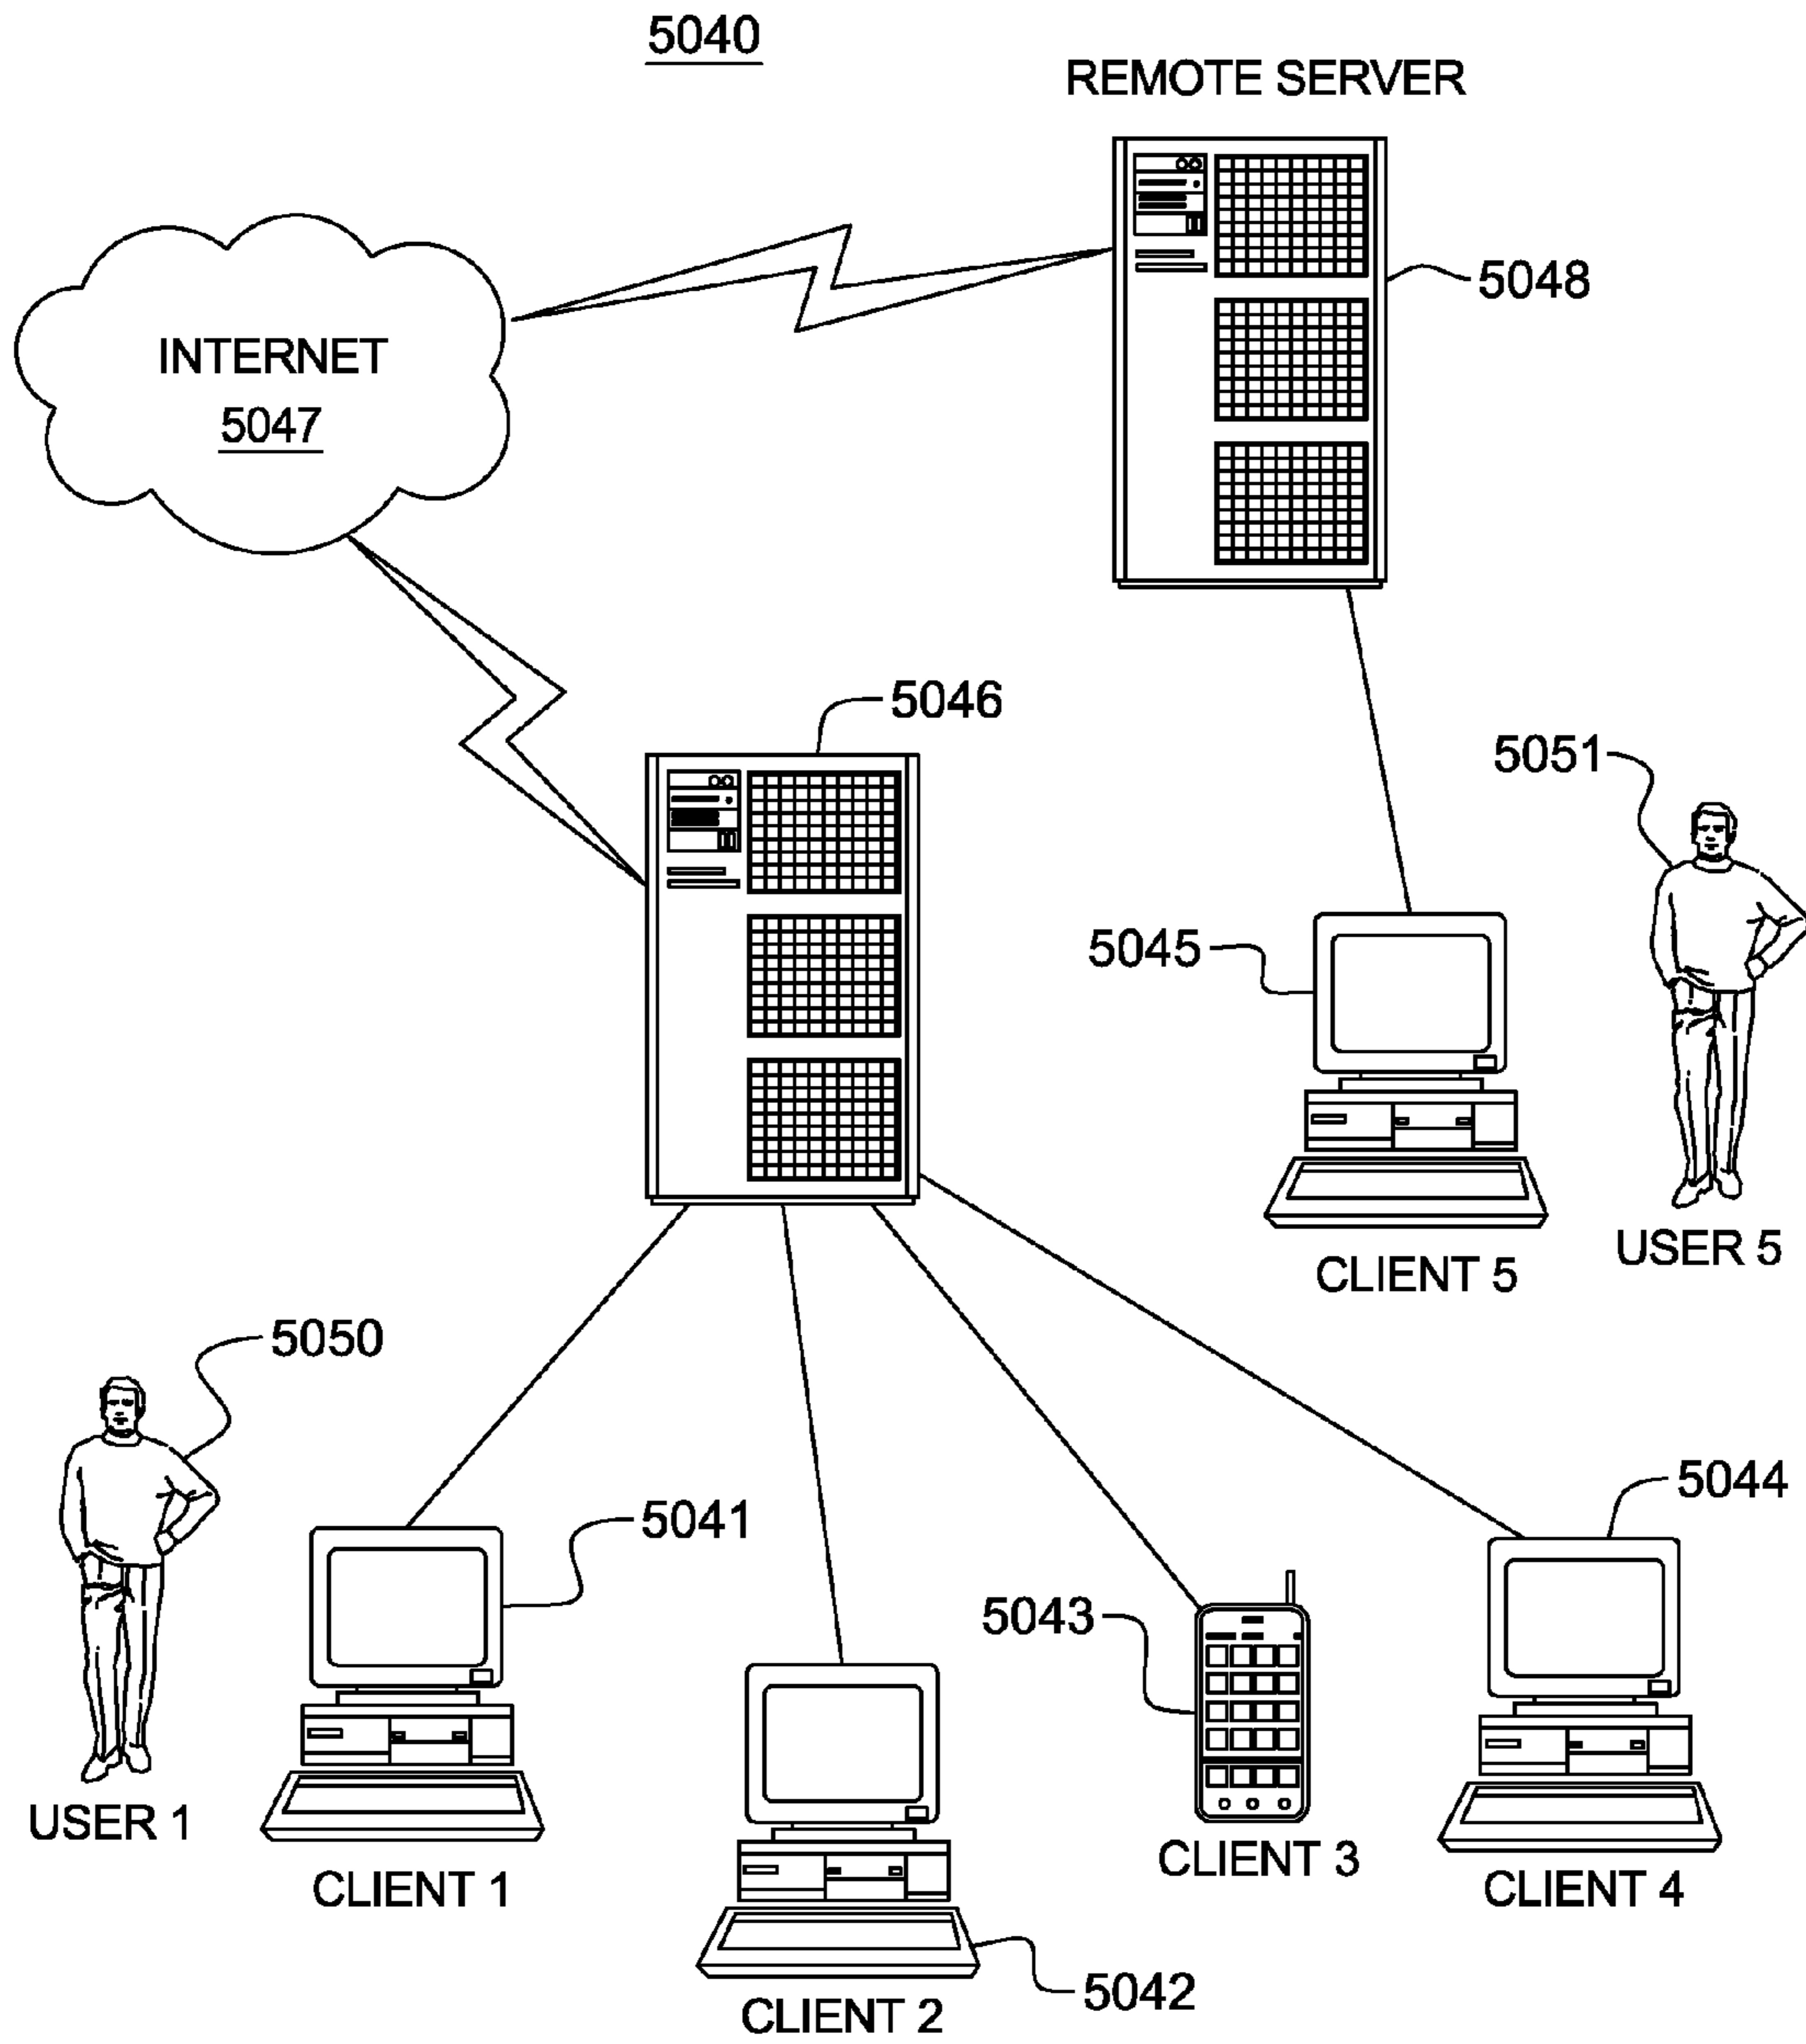 5040
REMOTE SERVER
5048
INTERNET
5047
5046
5051
5045
USER 5
CLIENT 5
5050
5041
5044
5043
USER 1
CLIENT 1
CLIENT 3
CLIENT 4
5042
CLIENT 2